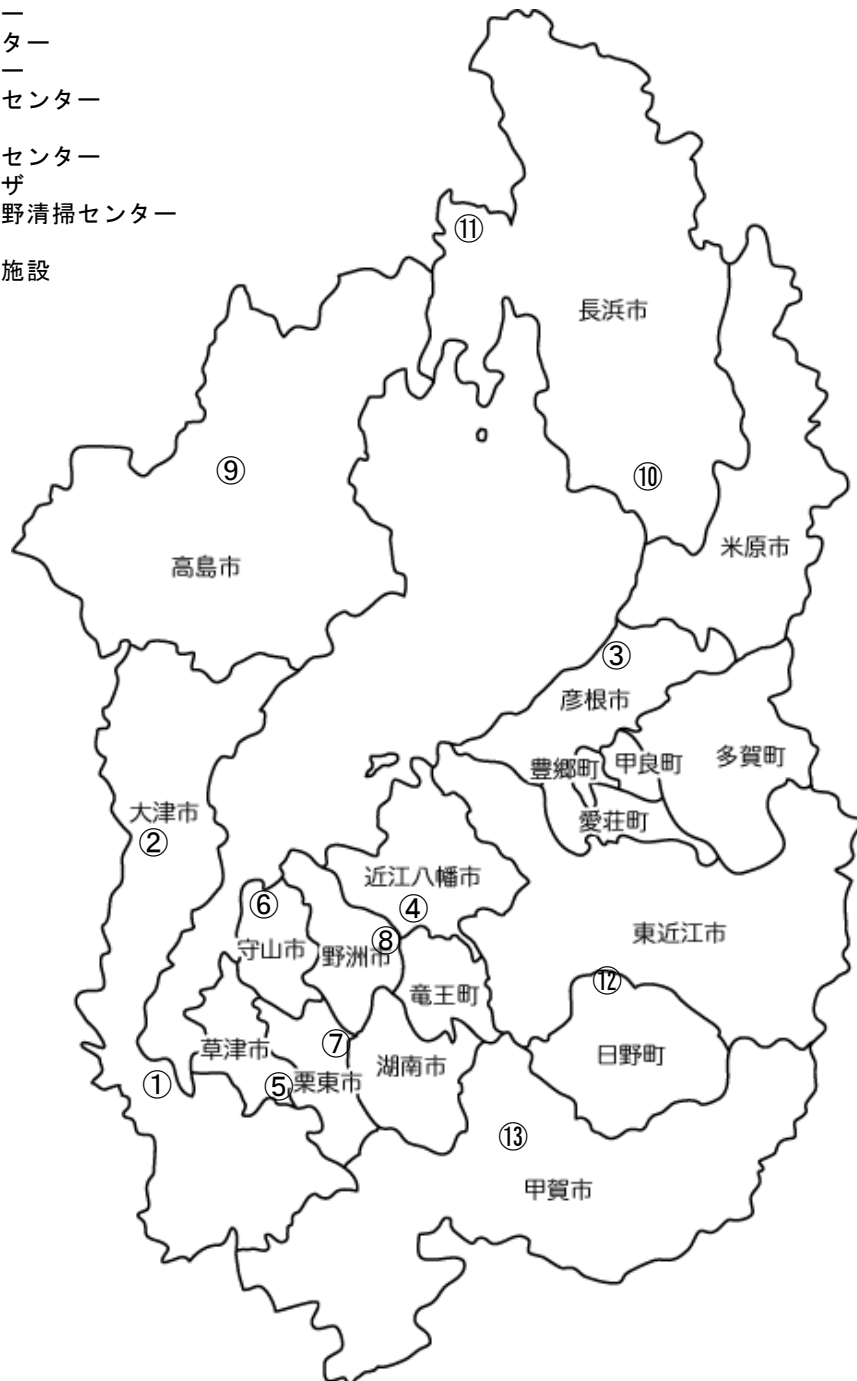 ー
ター
ー
センター
センター
ザ
野清掃センター
施設
⑪
長浜市
⑨
⑩
米原市
高島市
③
彦根市
豊郷町
甲良町
多賀町
大津市
愛荘町
②
近江八幡市
⑥
④
守山市
野洲市
⑧
東近江市
⑫
竜王町
草津市
⑦
湖南市
日野町
①
⑤
栗東市
⑬
甲賀市